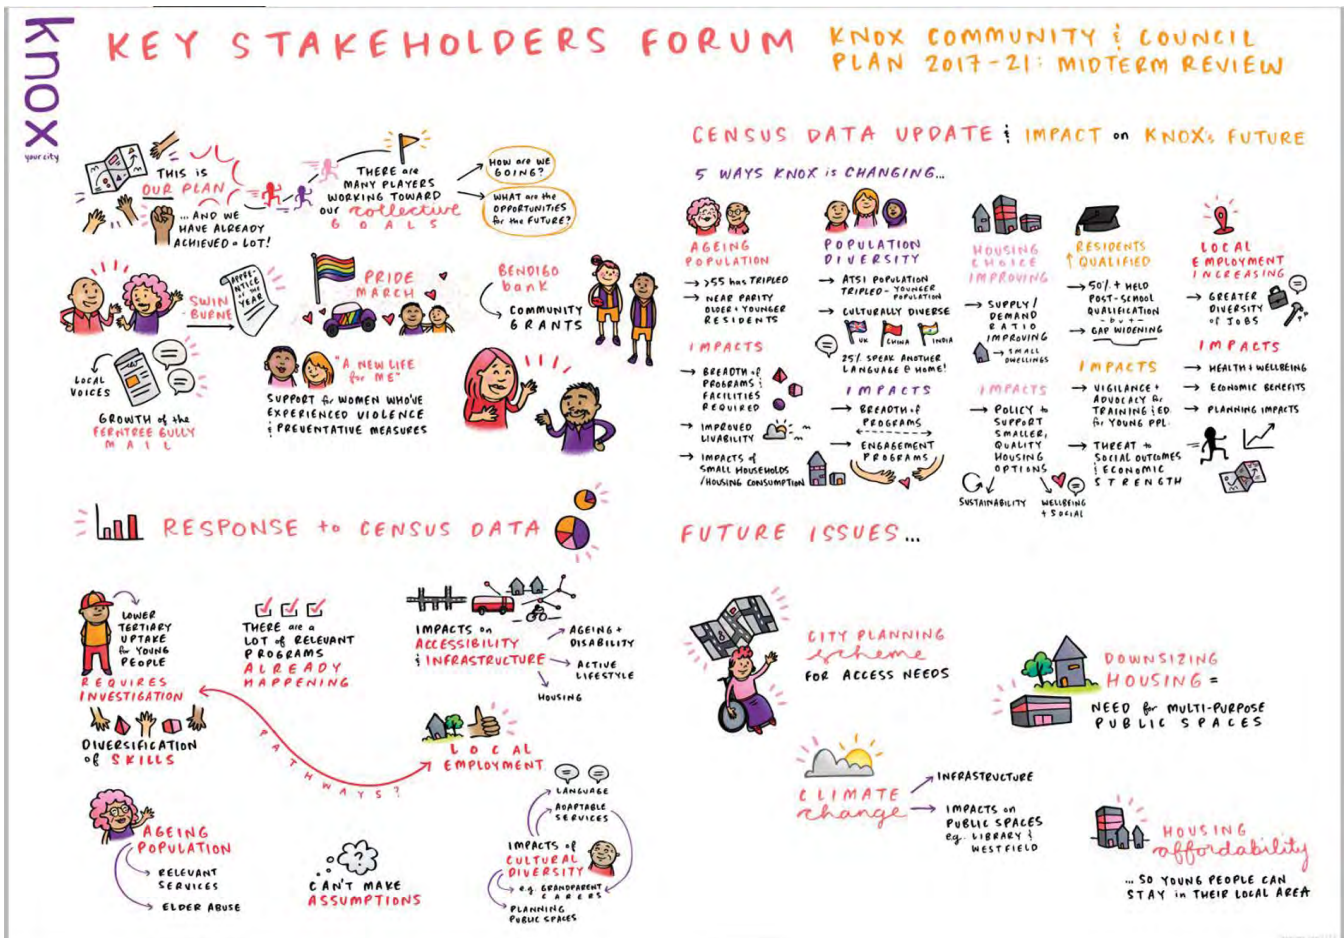 knox
your city
KEY STAKEHOLDERS FORUM
KNOX COMMUNITY & COUNCIL
PLAN 2017-21: MIDTERM REVIEW
THIS IS
OUR PLAN
... AND WE
HAVE ALREADY
ACHIEVED a LOT!
THERE are
MANY PLAYERS
WORKING TOWARD
our collective
GOALS
HOW are WE
GOING?
WHAT are the
OPPORTUNITIES
for the FUTURE?
SWIN
-BURNE
APPRE-
NTICE
of the
YEAR
PRIDE
MARCH
BENDIGO
bank
COMMUNITY
GRANTS
LOCAL
VOICES
GROWTH of the
FERNTREE GULLY
MAIL
"A NEW LIFE
for ME"
SUPPORT for WOMEN WHO'VE
EXPERIENCED VIOLENCE
& PREVENTATIVE MEASURES
CENSUS DATA UPDATE & IMPACT on KNOX's FUTURE
5 WAYS KNOX is CHANGING...
AGEING
POPULATION
>55 has TRIPLED
NEAR PARITY
OLDER + YOUNGER
RESIDENTS
IMPACTS
BREADTH of
PROGRAMS &
FACILITIES
REQUIRED
IMPROVED
LIVABILITY
IMPACTS of
SMALL HOUSEHOLDS
/HOUSING CONSUMPTION
POPULATION
DIVERSITY
ATSI POPULATION
TRIPLED - YOUNGER
POPULATION
CULTURALLY DIVERSE
UK CHINA INDIA
25% SPEAK ANOTHER
LANGUAGE @ HOME!
IMPACTS
BREADTH of
PROGRAMS
ENGAGEMENT
PROGRAMS
HOUSING
CHOICE
IMPROVING
SUPPLY/
DEMAND
RATIO
IMPROVING
SMALL
DWELLINGS
IMPACTS
POLICY to
SUPPORT
SMALLER,
QUALITY
HOUSING
OPTIONS
SUSTAINABILITY
WELLBEING
+ SOCIAL
RESIDENTS
↑ QUALIFIED
50% + HELD
POST-SCHOOL
QUALIFICATION
- but -
GAP WIDENING
IMPACTS
VIGILANCE +
ADVOCACY for
TRAINING & ED.
for YOUNG PPL.
THREAT to
SOCIAL OUTCOMES
& ECONOMIC
STRENGTH
LOCAL
EMPLOYMENT
INCREASING
GREATER
DIVERSITY
of JOBS
IMPACTS
HEALTH + WELLBEING
ECONOMIC BENEFITS
PLANNING IMPACTS
RESPONSE to CENSUS DATA
LOWER
TERTIARY
UPTAKE
for YOUNG
PEOPLE
REQUIRES
INVESTIGATION
DIVERSIFICATION
of SKILLS
THERE are a
LOT of RELEVANT
PROGRAMS
ALREADY
HAPPENING
IMPACTS on
ACCESSIBILITY
& INFRASTRUCTURE
AGEING +
DISABILITY
ACTIVE
LIFESTYLE
HOUSING
PATHWAYS?
LOCAL
EMPLOYMENT
AGEING
POPULATION
RELEVANT
SERVICES
ELDER ABUSE
CAN'T MAKE
ASSUMPTIONS
LANGUAGE
ADAPTABLE
SERVICES
IMPACTS of
CULTURAL
DIVERSITY
e.g. GRANDPARENT
CARERS
PLANNING
PUBLIC SPACES
FUTURE ISSUES...
CITY PLANNING
scheme
FOR ACCESS NEEDS
DOWNSIZING
HOUSING =
NEED for MULTI-PURPOSE
PUBLIC SPACES
CLIMATE
change
INFRASTRUCTURE
IMPACTS on
PUBLIC SPACES
e.g. LIBRARY &
WESTFIELD
HOUSING
affordability
... SO YOUNG PEOPLE CAN
STAY in THEIR LOCAL AREA